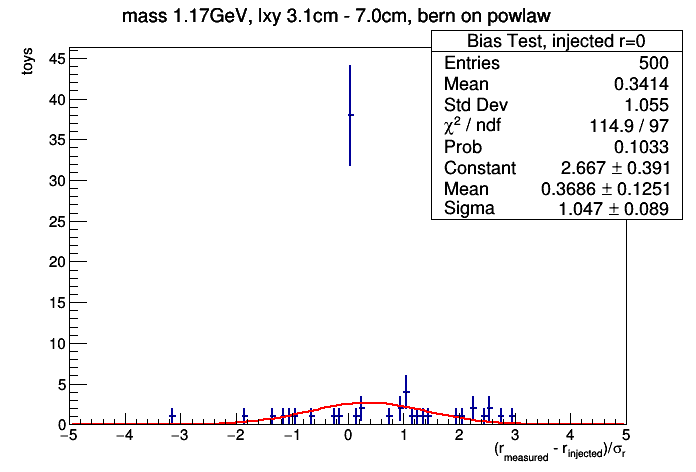 mass 1.17GeV, lxy 3.1cm - 7.0cm, bern on powlaw
Bias Test, injected r=0
Entries 500
Mean 0.3414
Std Dev 1.055
χ² / ndf 114.9 / 97
Prob 0.1033
Constant 2.667 ± 0.391
Mean 0.3686 ± 0.1251
Sigma 1.047 ± 0.089
toys
45
40
35
30
25
20
15
10
5
0
−5 −4 −3 −2 −1 0 1 2 3 4 5
(r_measured - r_injected)/σ_r